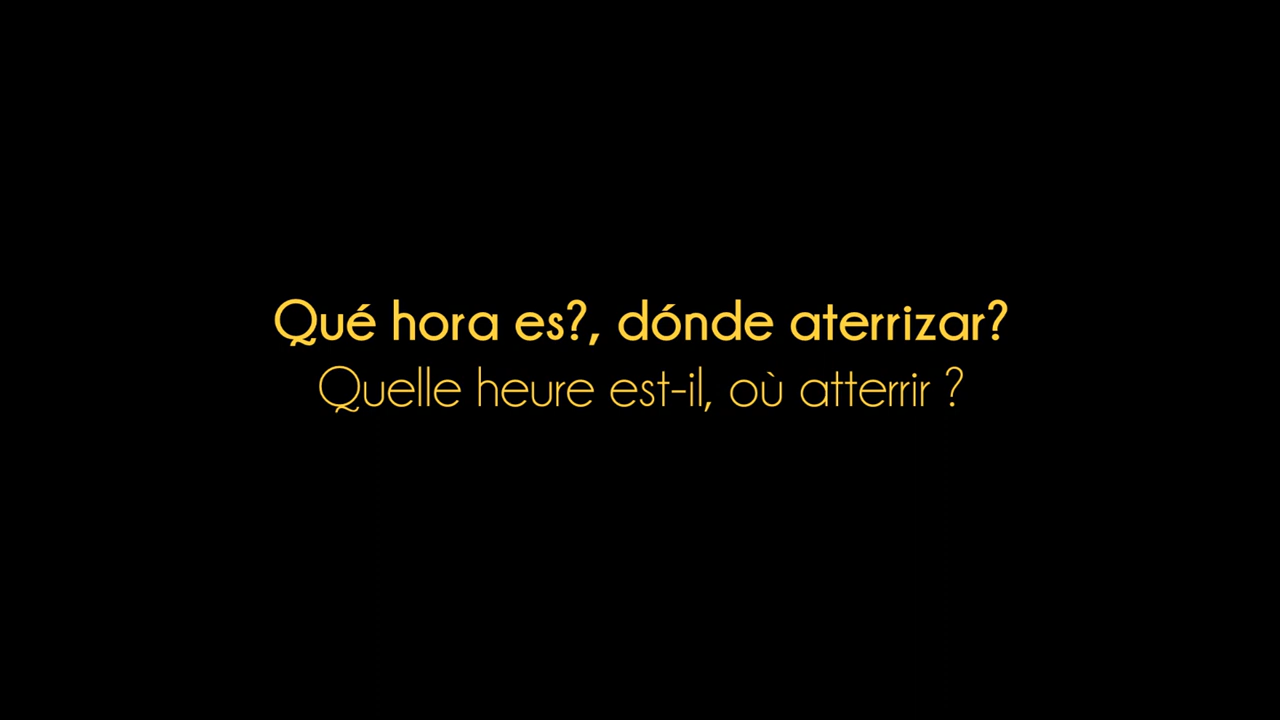 Qué hora es?, dónde aterrizar?
Quelle heure est-il, où atterrir ?